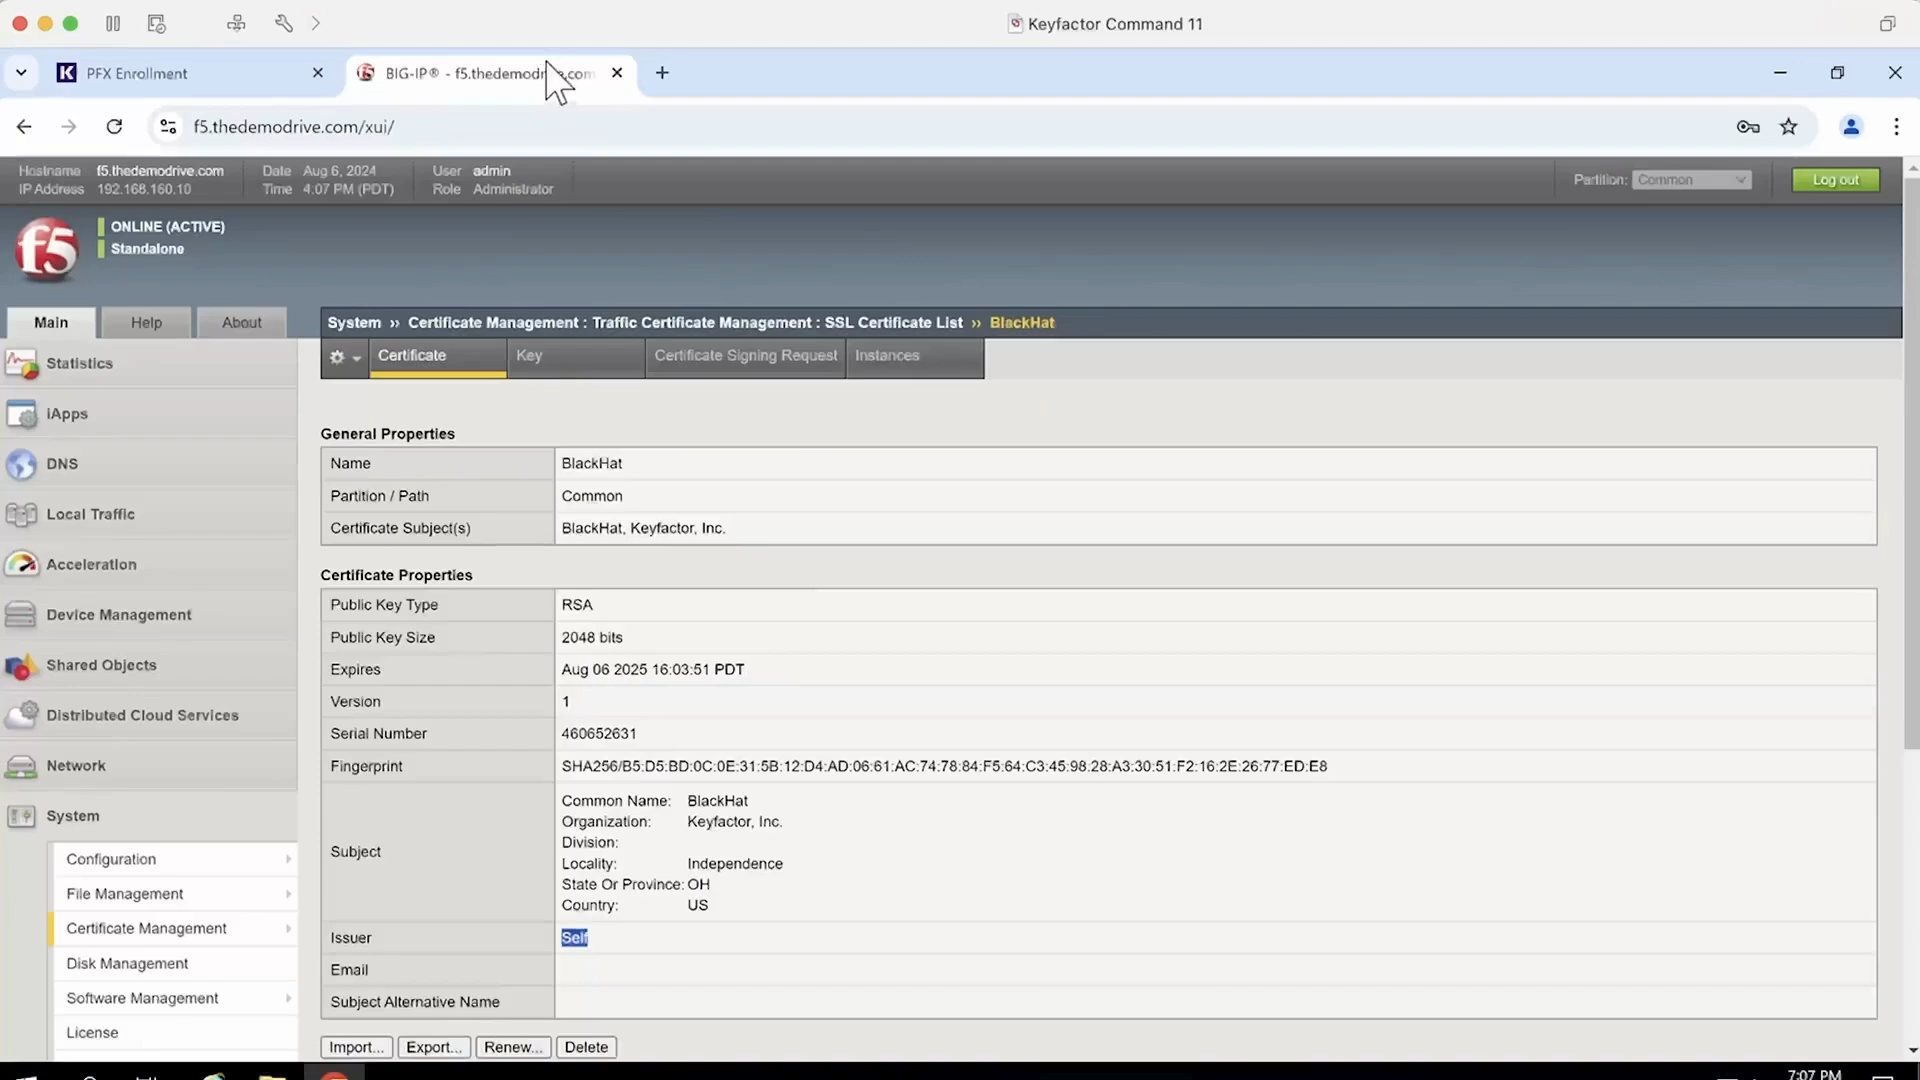 Keyfactor Command 11
PFX Enrollment
BIG-IP® - f5.thedemodrive.com
f5.thedemodrive.com/xui/
Hostname f5.thedemodrive.com
IP Address 192.168.160.10
Date Aug 6, 2024
Time 4:07 PM (PDT)
User admin
Role Administrator
Partition: Common
Log out
f5
ONLINE (ACTIVE)
Standalone
Main
Help
About
System » Certificate Management : Traffic Certificate Management : SSL Certificate List » BlackHat
Certificate
Key
Certificate Signing Request
Instances
Statistics
iApps
DNS
Local Traffic
Acceleration
Device Management
Shared Objects
Distributed Cloud Services
Network
System
Configuration
File Management
Certificate Management
Disk Management
Software Management
License
General Properties
Name BlackHat
Partition / Path Common
Certificate Subject(s) BlackHat, Keyfactor, Inc.
Certificate Properties
Public Key Type RSA
Public Key Size 2048 bits
Expires Aug 06 2025 16:03:51 PDT
Version 1
Serial Number 460652631
Fingerprint SHA256/B5:D5:BD:0C:0E:31:5B:12:D4:AD:06:61:AC:74:78:84:F5:64:C3:45:98:28:A3:30:51:F2:16:2E:26:77:ED:E8
Subject
Common Name: BlackHat
Organization: Keyfactor, Inc.
Division:
Locality: Independence
State Or Province: OH
Country: US
Issuer Self
Email
Subject Alternative Name
Import...
Export...
Renew...
Delete
7:07 PM